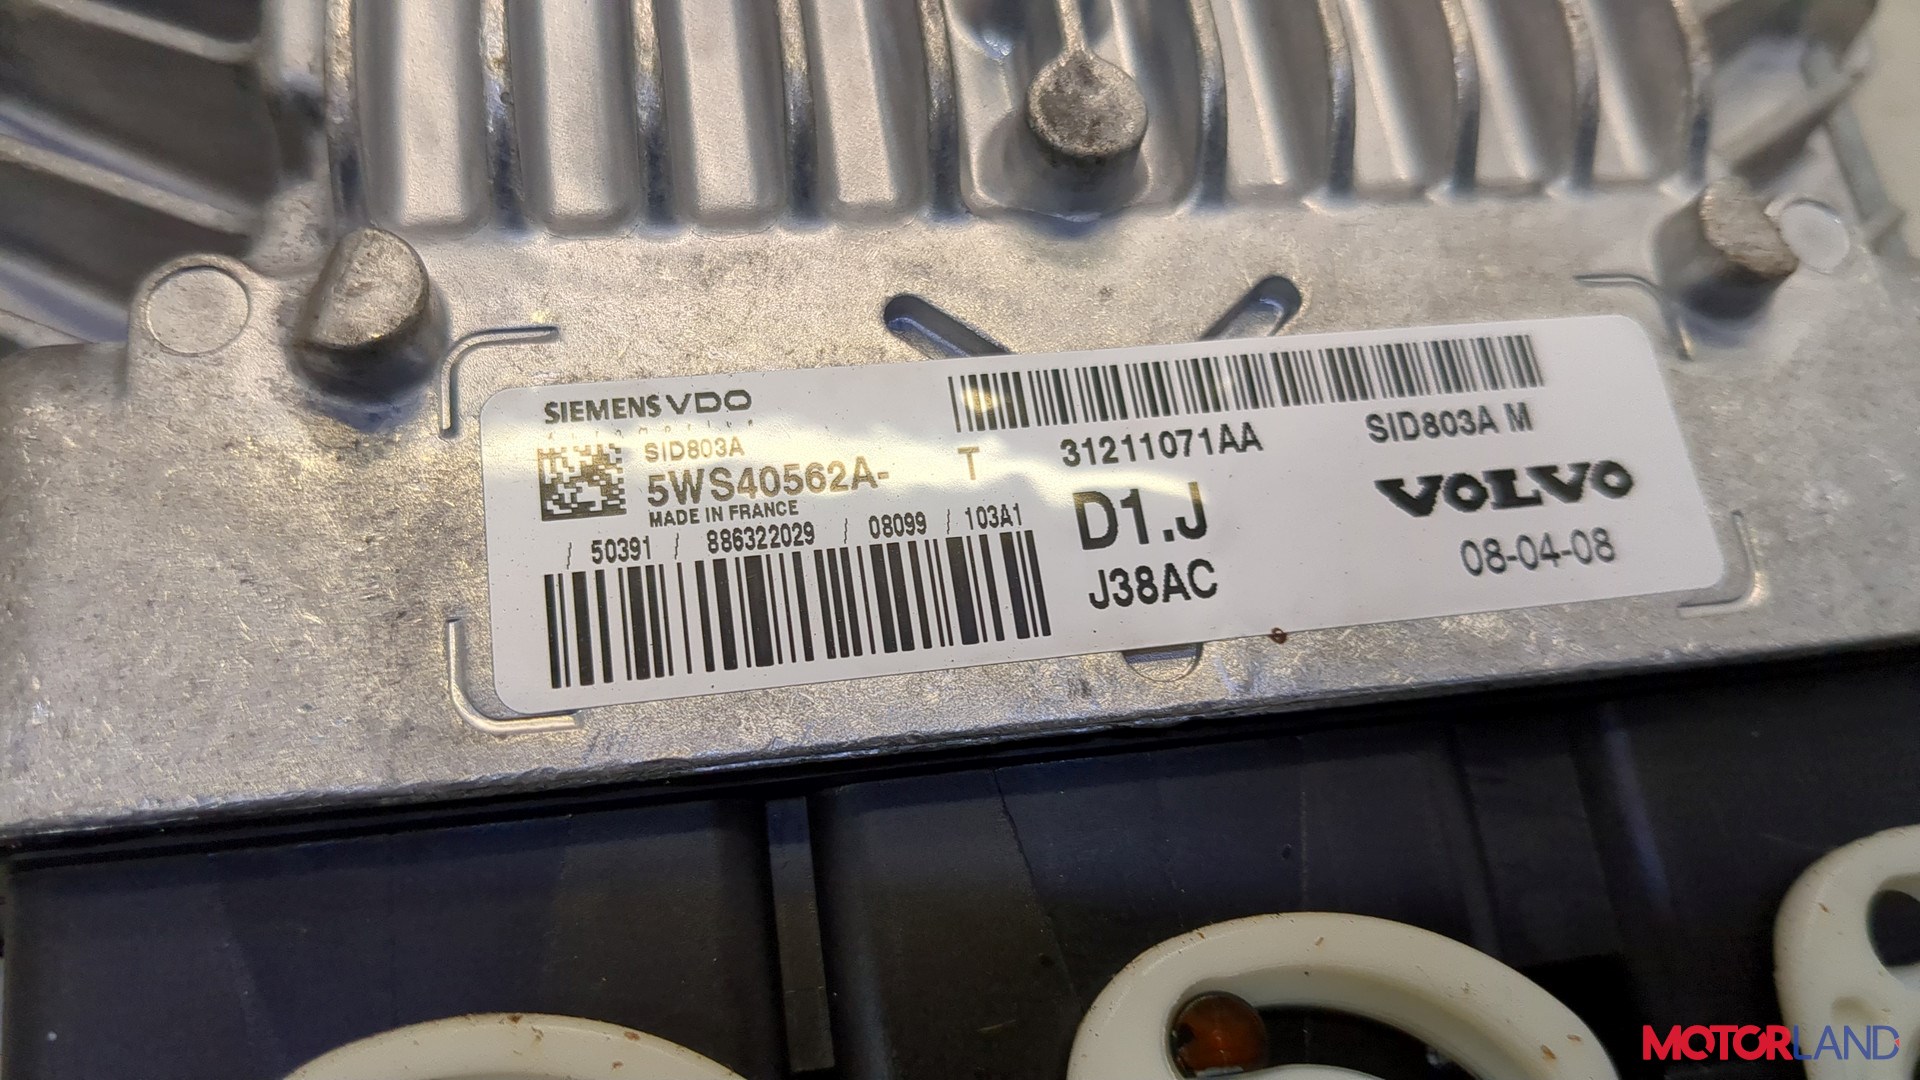 SIEMENS VDO
Automotive
SID803A
5WS40562A- T
MADE IN FRANCE
/ 50391 / 886322029 / 08099 / 103A1
31211071AA
SID803A M
D1.J
VOLVO
J38AC
08-04-08
MOTORLAND